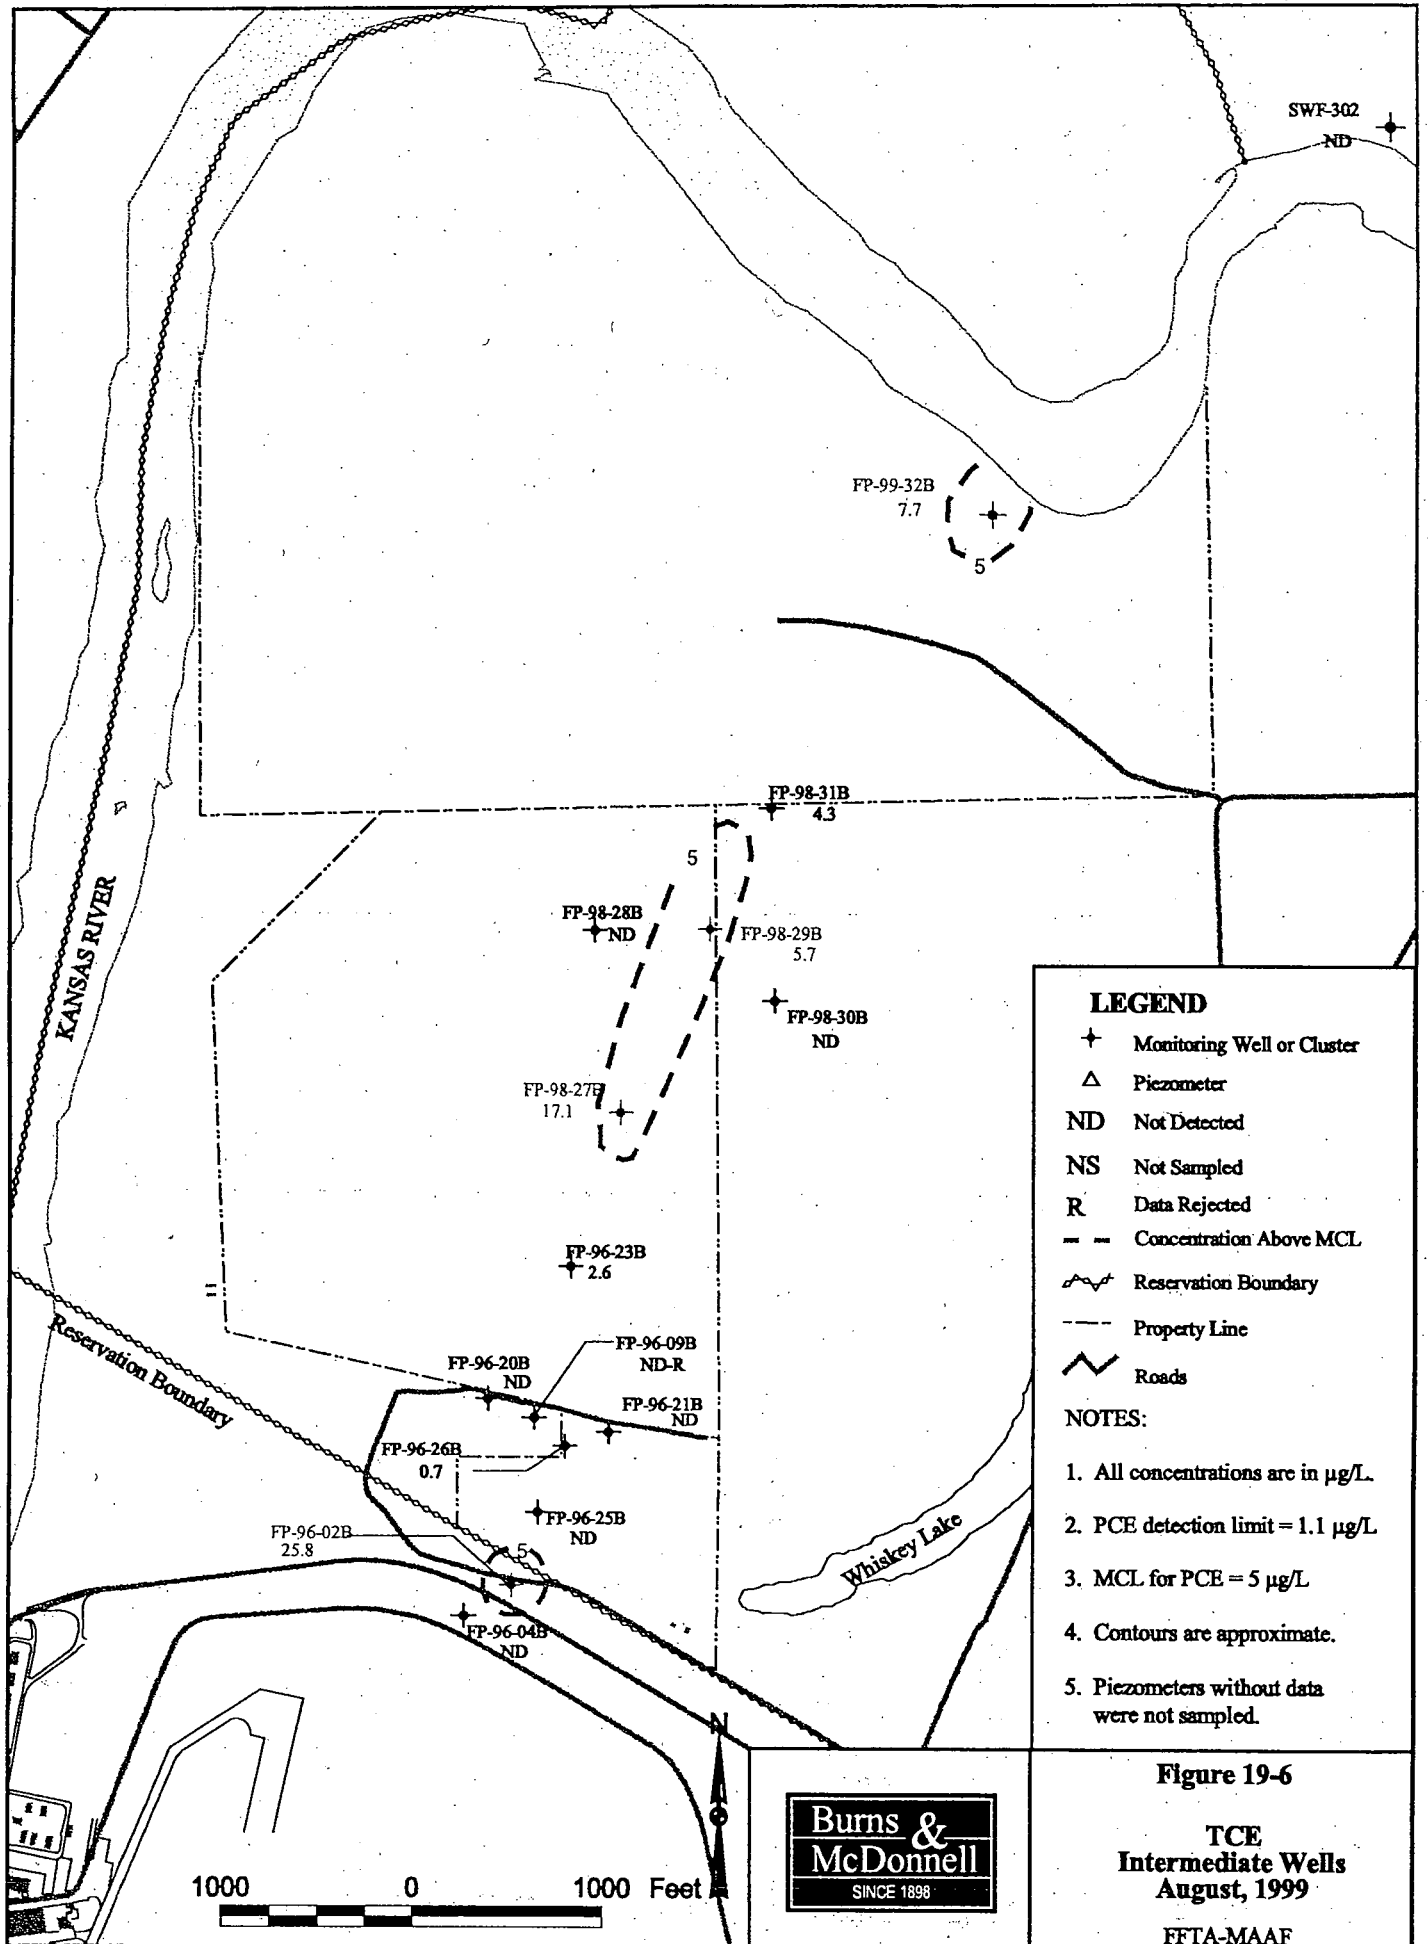 SWF-302
ND
FP-99-32B
7.7
5
FP-98-31B
4.3
5
FP-98-28B
ND
FP-98-29B
5.7
KANSAS RIVER
FP-98-30B
ND
FP-98-27B
17.1
FP-96-23B
2.6
Reservation Boundary
FP-96-09B
ND-R
FP-96-20B
ND
FP-96-21B
ND
FP-96-26B
0.7
FP-96-25B
ND
FP-96-02B
25.8
5
FP-96-04B
ND
Whiskey Lake
LEGEND
Monitoring Well or Cluster
Piezometer
ND Not Detected
NS Not Sampled
R Data Rejected
Concentration Above MCL
Reservation Boundary
Property Line
Roads
NOTES:
1. All concentrations are in µg/L.
2. PCE detection limit = 1.1 µg/L
3. MCL for PCE = 5 µg/L
4. Contours are approximate.
5. Piezometers without data
were not sampled.
N
1000 0 1000 Feet
Burns &
McDonnell
SINCE 1898
Figure 19-6
TCE
Intermediate Wells
August, 1999
FFTA-MAAF